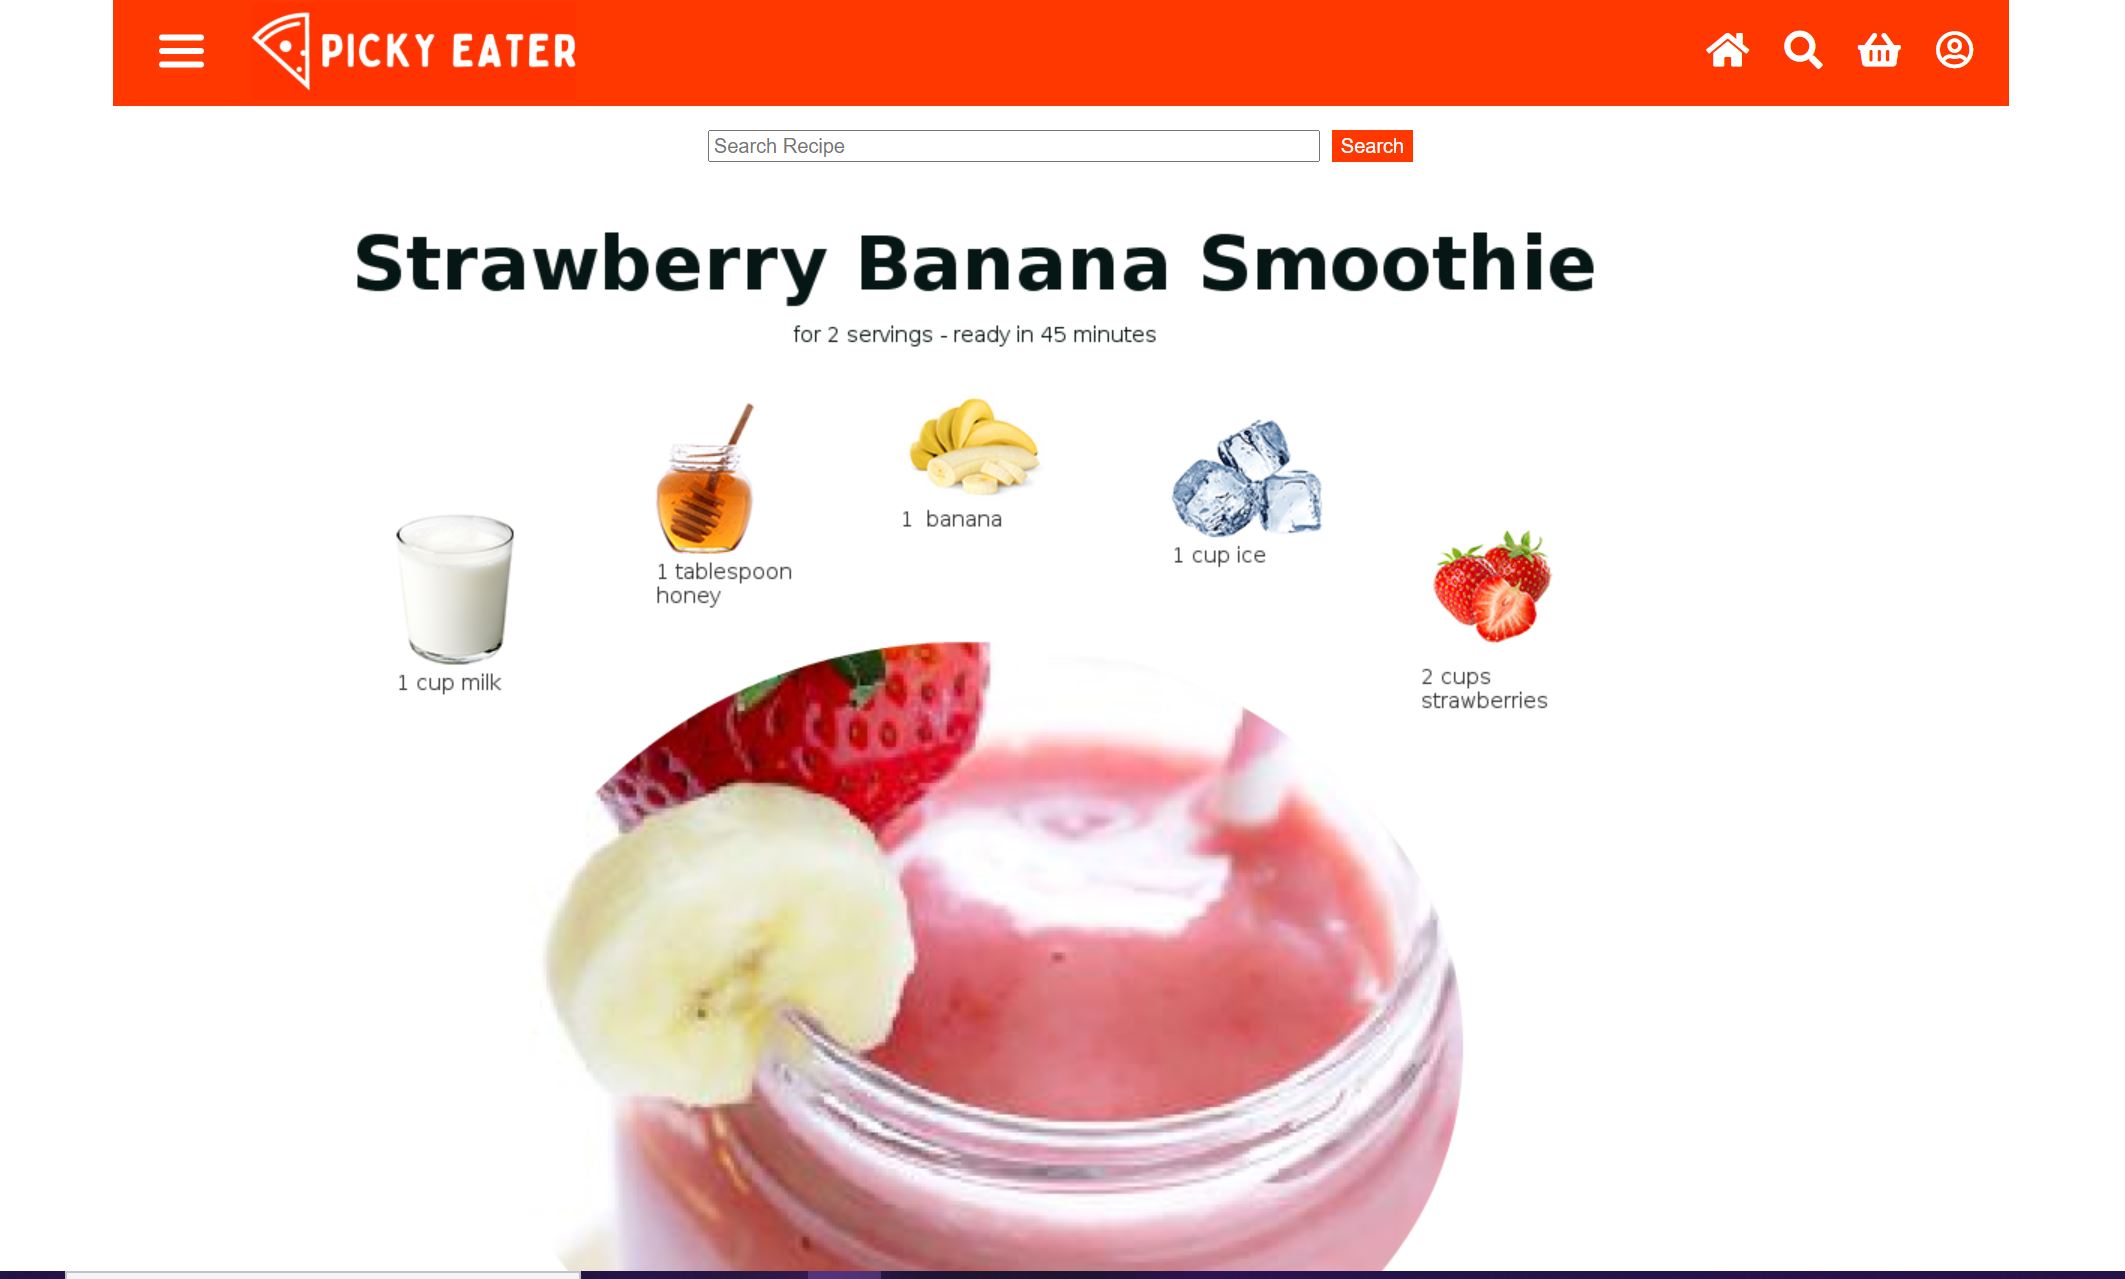 PICKY EATER
Search Recipe
Search
Strawberry Banana Smoothie
for 2 servings - ready in 45 minutes
1 banana
1 cup ice
1 tablespoon
honey
1 cup milk
2 cups
strawberries